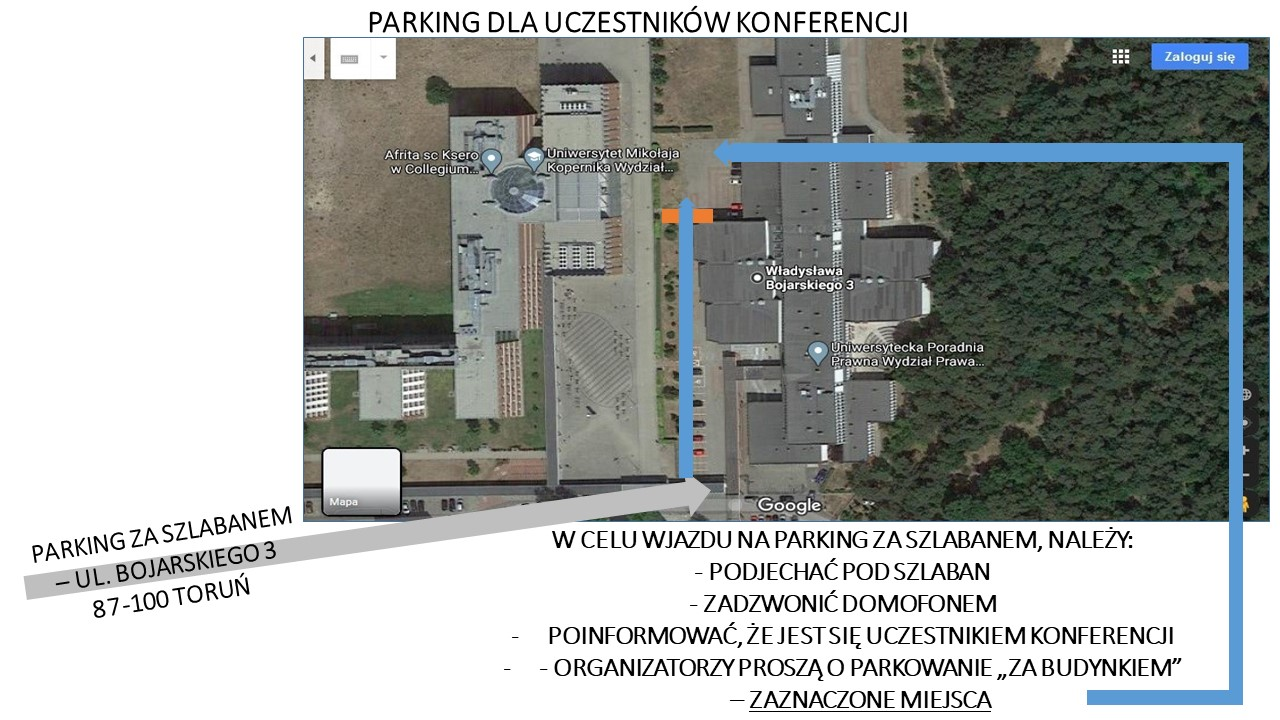 PARKING DLA UCZESTNIKÓW KONFERENCJI
Zaloguj się
Afrita sc Ksero
w Collegium...
Uniwersytet Mikołaja
Kopernika Wydział...
Władysława
Bojarskiego 3
Uniwersytecka Poradnia
Prawna Wydział Prawa...
Mapa
Google
PARKING ZA SZLABANEM
– UL. BOJARSKIEGO 3
87-100 TORUŃ
W CELU WJAZDU NA PARKING ZA SZLABANEM, NALEŻY:
- PODJECHAĆ POD SZLABAN
- ZADZWONIĆ DOMOFONEM
- POINFORMOWAĆ, ŻE JEST SIĘ UCZESTNIKIEM KONFERENCJI
- - ORGANIZATORZY PROSZĄ O PARKOWANIE „ZA BUDYNKIEM”
– ZAZNACZONE MIEJSCA